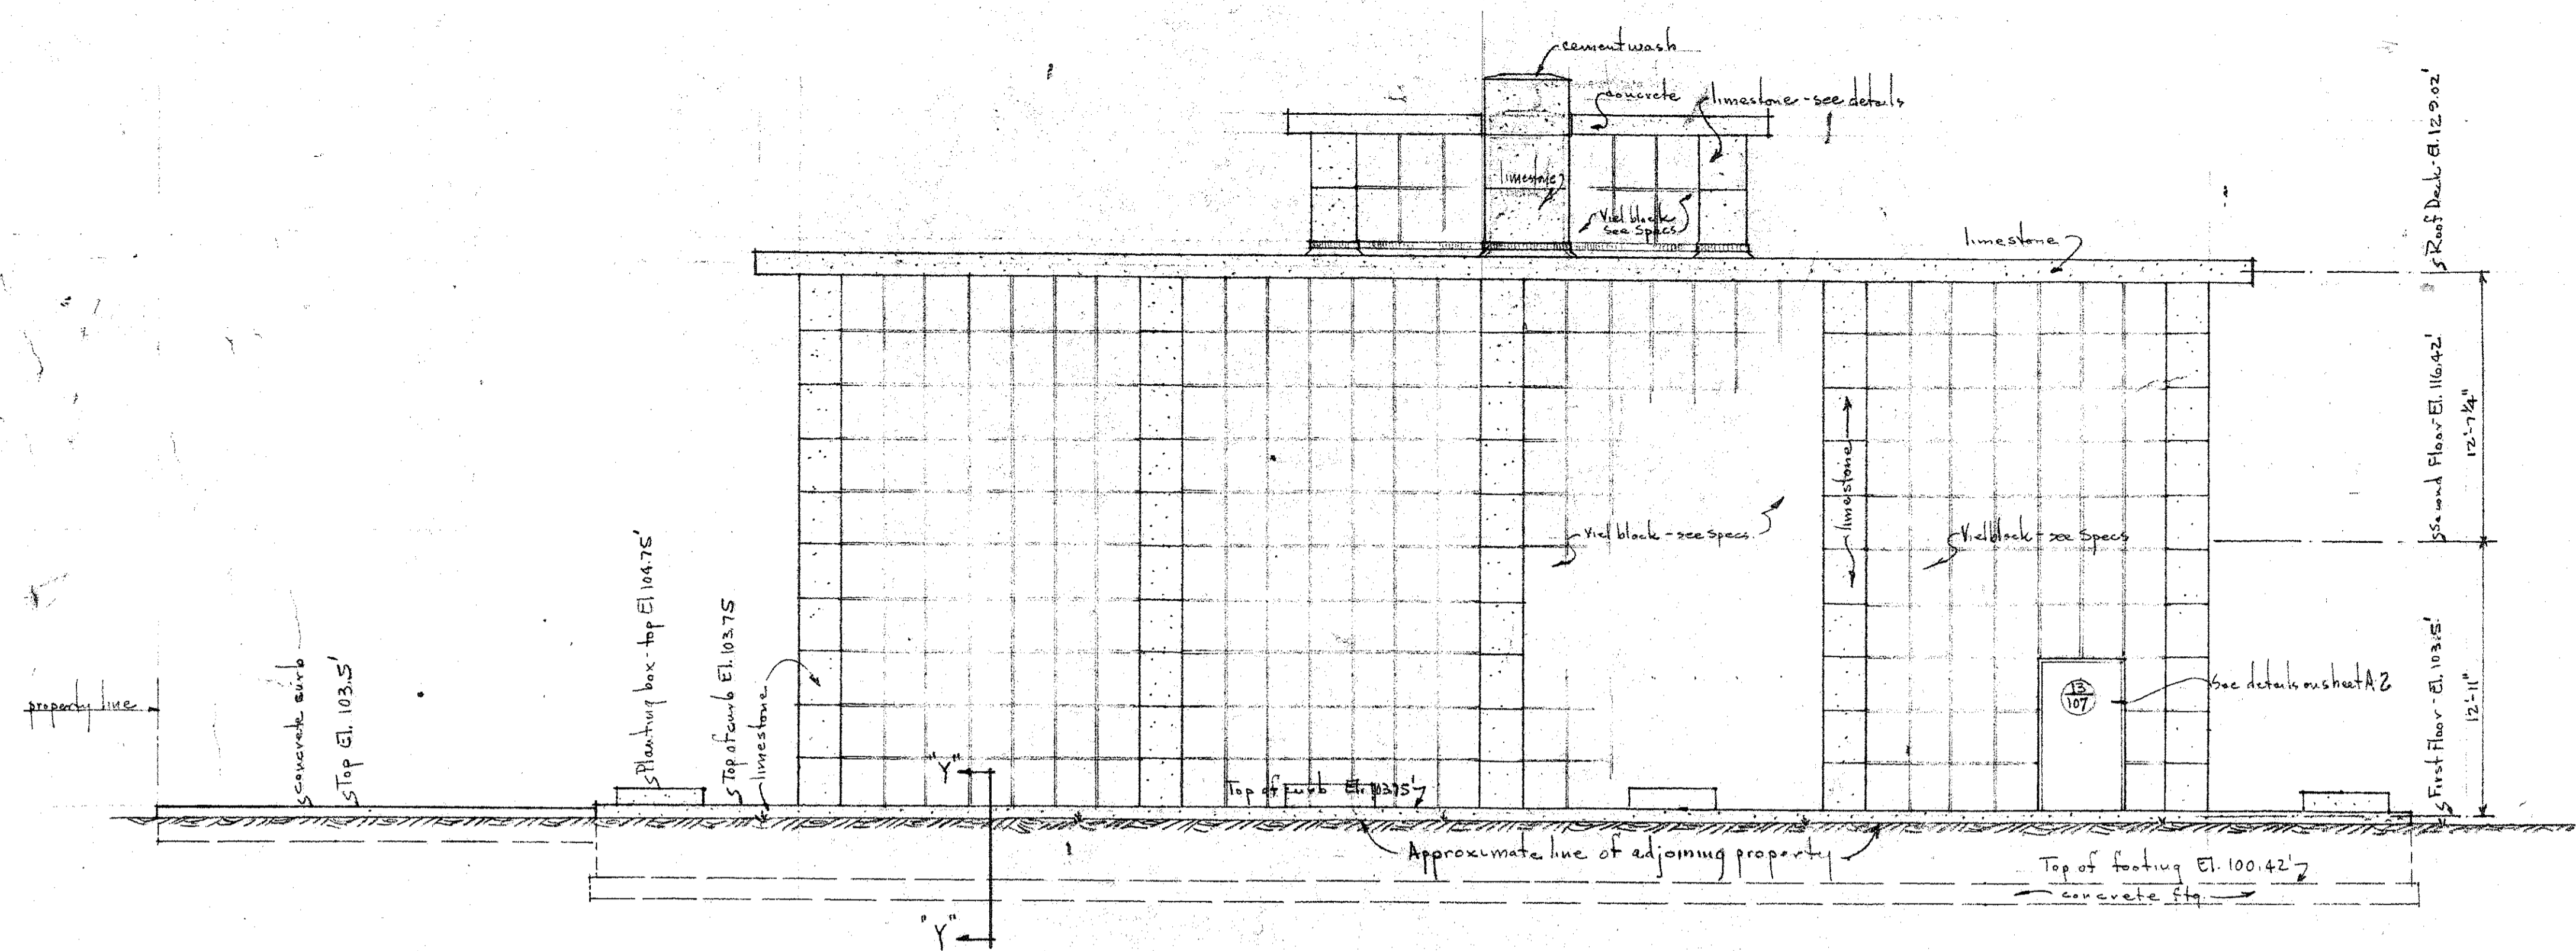 cement wash
concrete
limestone - see details
limestone
Viel block
see Specs
limestone
Roof Deck - El. 129.02'
Second Floor - El. 116.42'
12'-7¼"
limestone
Viel block - see Specs.
Viel block - see Specs
First Floor - El. 103.5'
12'-11"
property line
concrete curb
Top El. 103.5'
Planting box - top El 104.75'
Top of curb El. 103.75
limestone
13
107
See details on sheet A-2
"Y"
Top of curb El. 103.75'
Approximate line of adjoining property
Top of footing El. 100.42'
concrete ftg.
"Y"